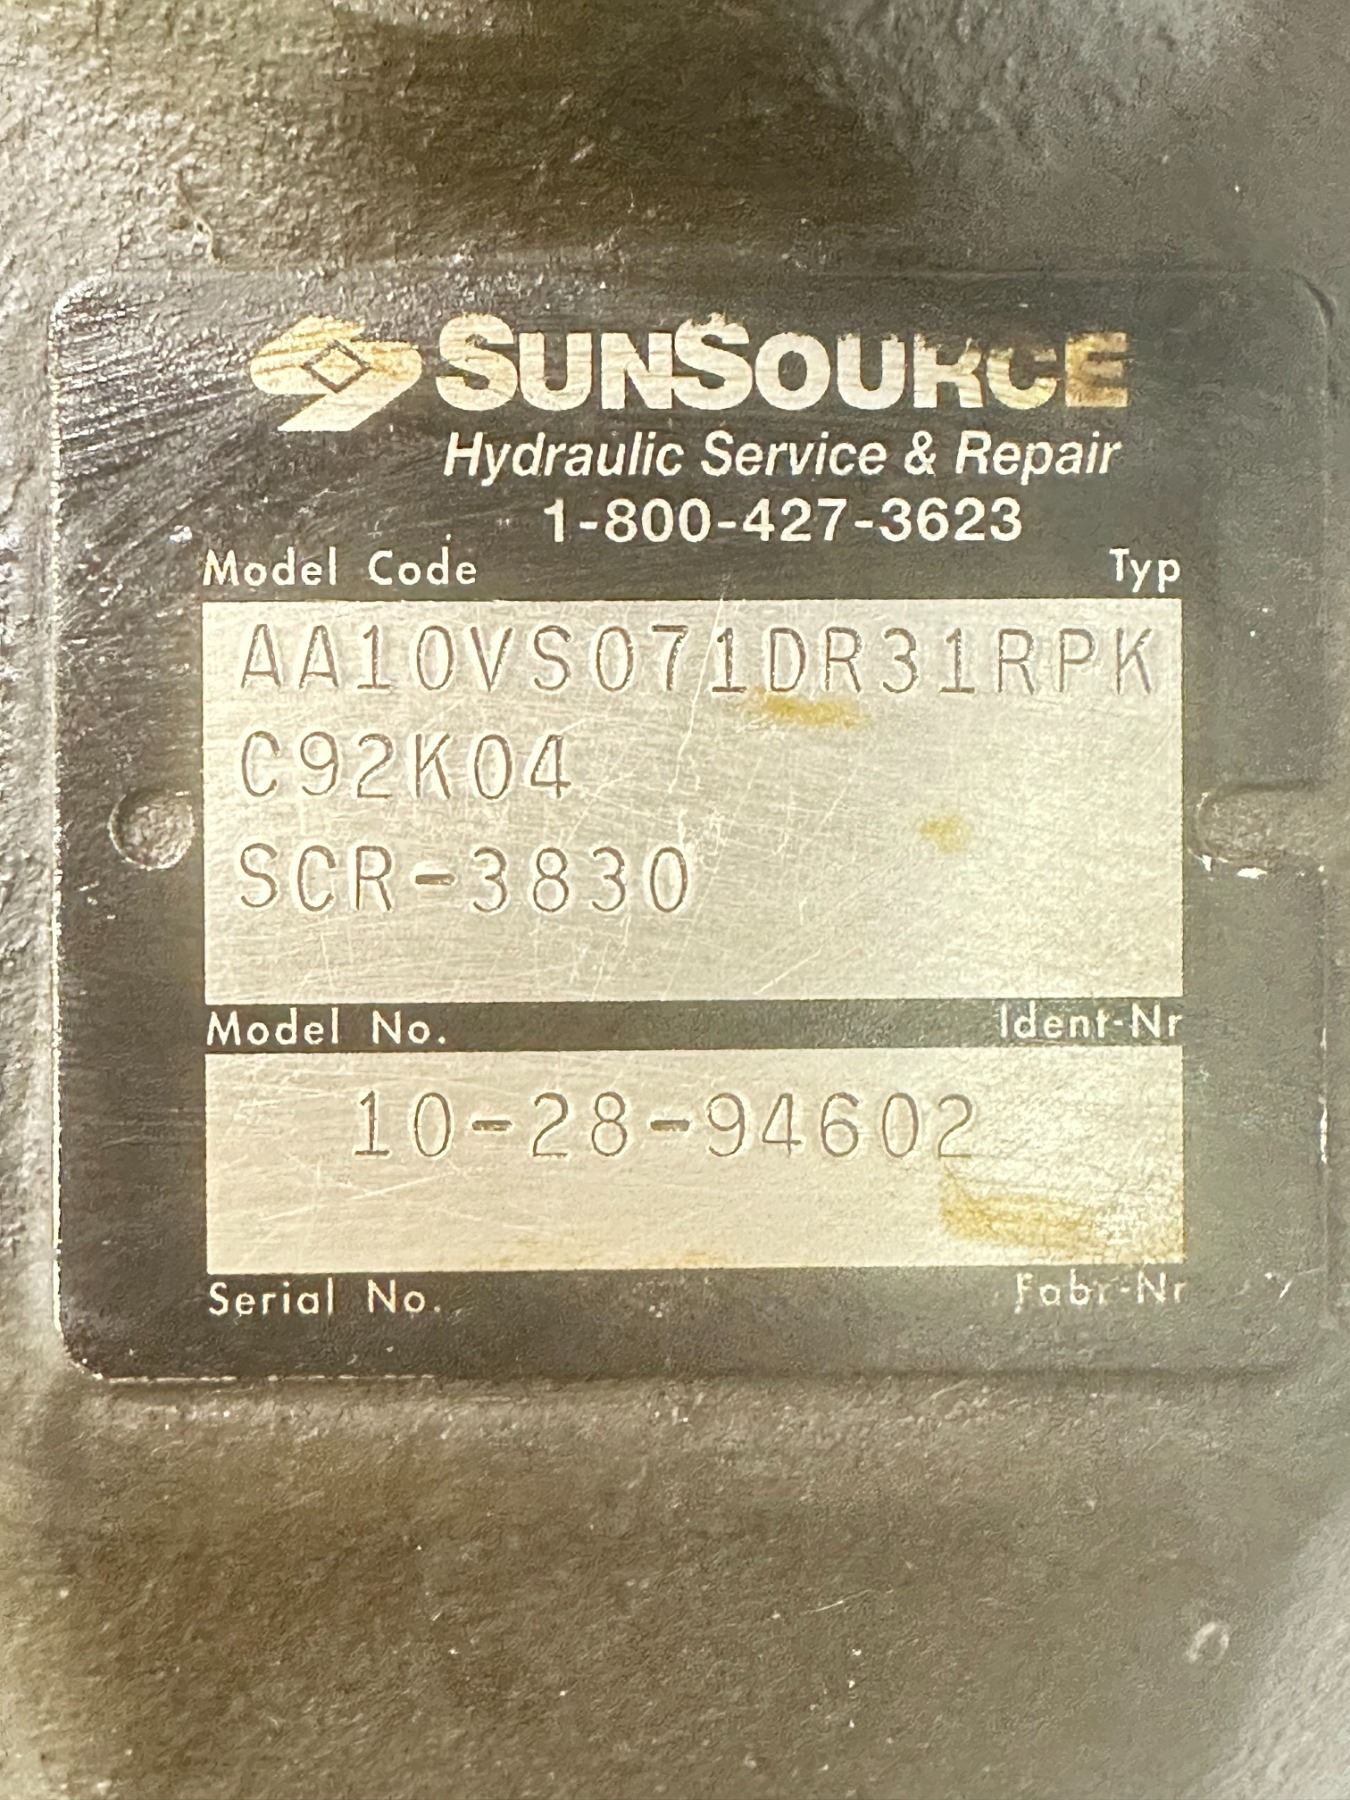 SUNSOURCE
Hydraulic Service & Repair
1-800-427-3623
Model Code Typ
AA10VSO71DR31RPK
C92K04
SCR-3830
Model No. Ident-Nr
10-28-94602
Serial No. Fabr-Nr